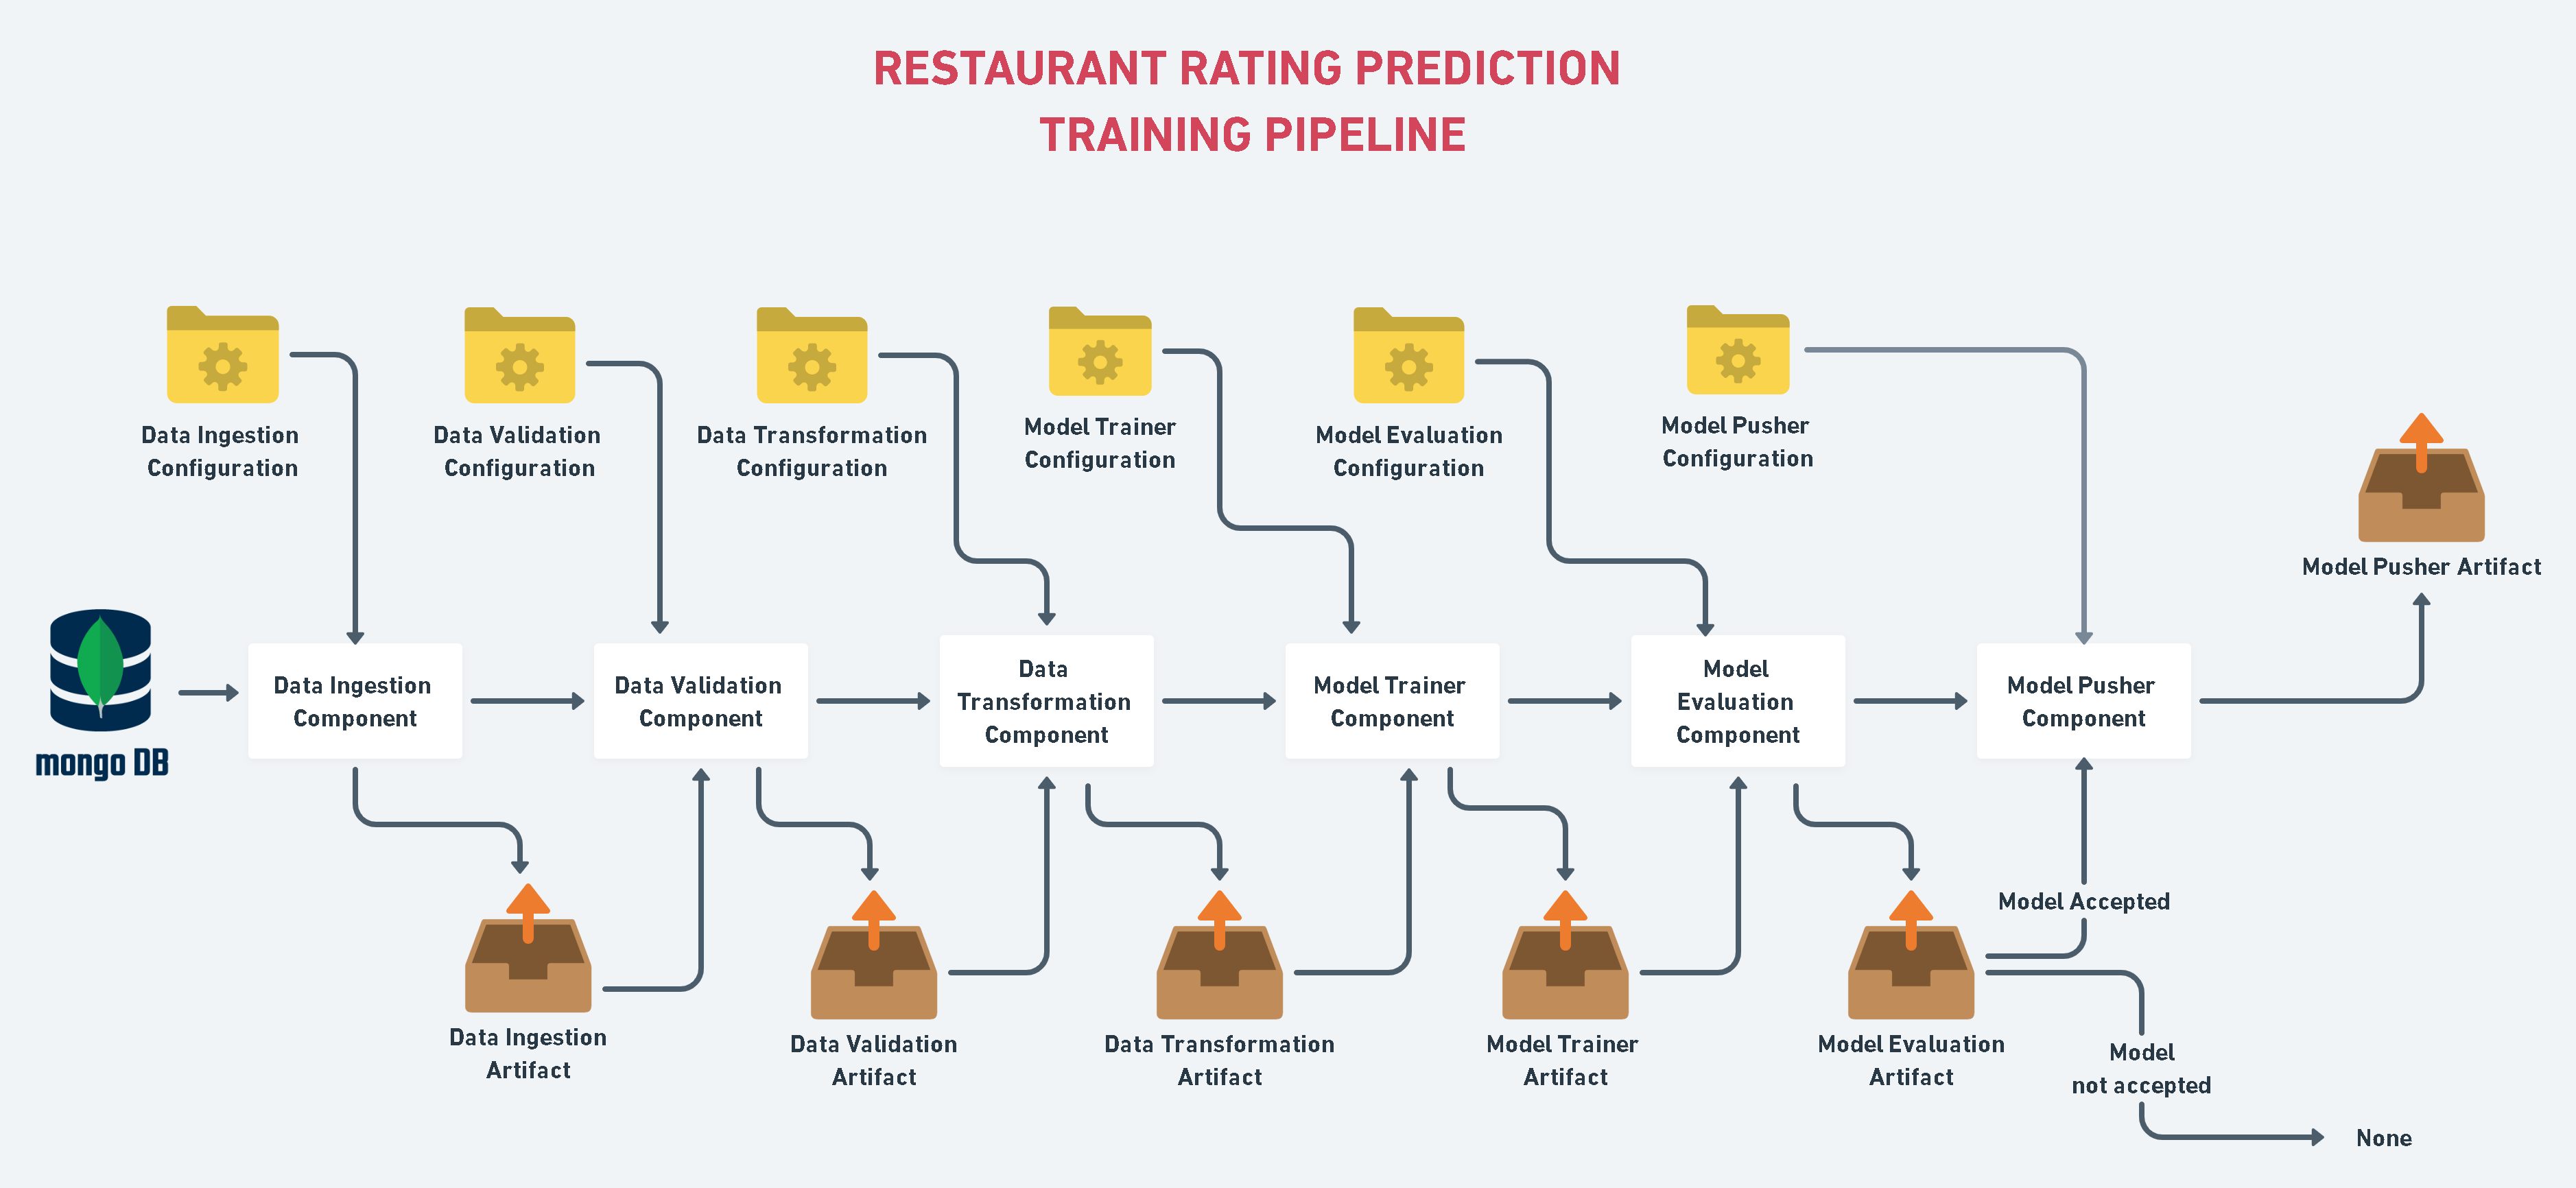 RESTAURANT RATING PREDICTION
TRAINING PIPELINE
Data Ingestion
Configuration
Data Validation
Configuration
Data Transformation
Configuration
Model Trainer
Configuration
Model Evaluation
Configuration
Model Pusher
Configuration
Model Pusher Artifact
mongo DB
Data Ingestion
Component
Data Validation
Component
Data
Transformation
Component
Model Trainer
Component
Model
Evaluation
Component
Model Pusher
Component
Model Accepted
Data Ingestion
Artifact
Data Validation
Artifact
Data Transformation
Artifact
Model Trainer
Artifact
Model Evaluation
Artifact
Model
not accepted
None